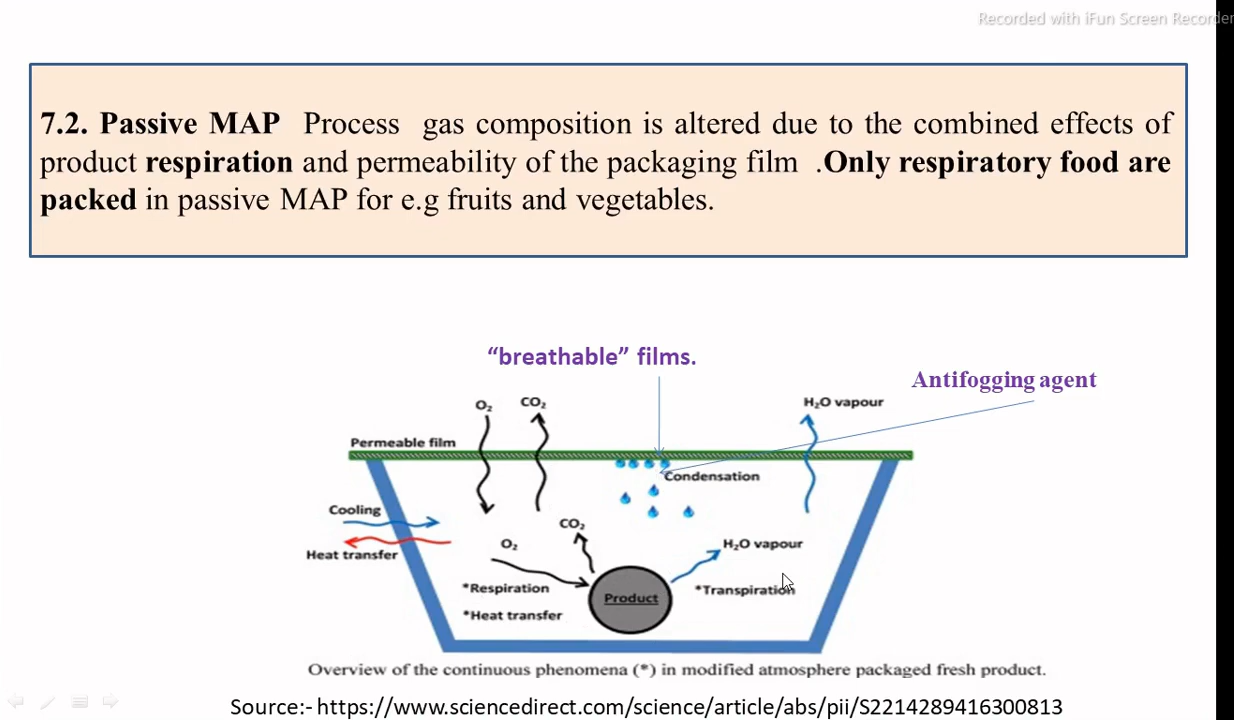 Recorded with iFun Screen Recorder
7.2. Passive MAP Process gas composition is altered due to the combined effects of
product respiration and permeability of the packaging film .Only respiratory food are
packed in passive MAP for e.g fruits and vegetables.
“breathable” films.
Antifogging agent
O₂
CO₂
H₂O vapour
Permeable film
Condensation
Cooling
CO₂
O₂
H₂O vapour
Heat transfer
*Respiration
Product
*Transpiration
*Heat transfer
Overview of the continuous phenomena (*) in modified atmosphere packaged fresh product.
Source:- https://www.sciencedirect.com/science/article/abs/pii/S2214289416300813